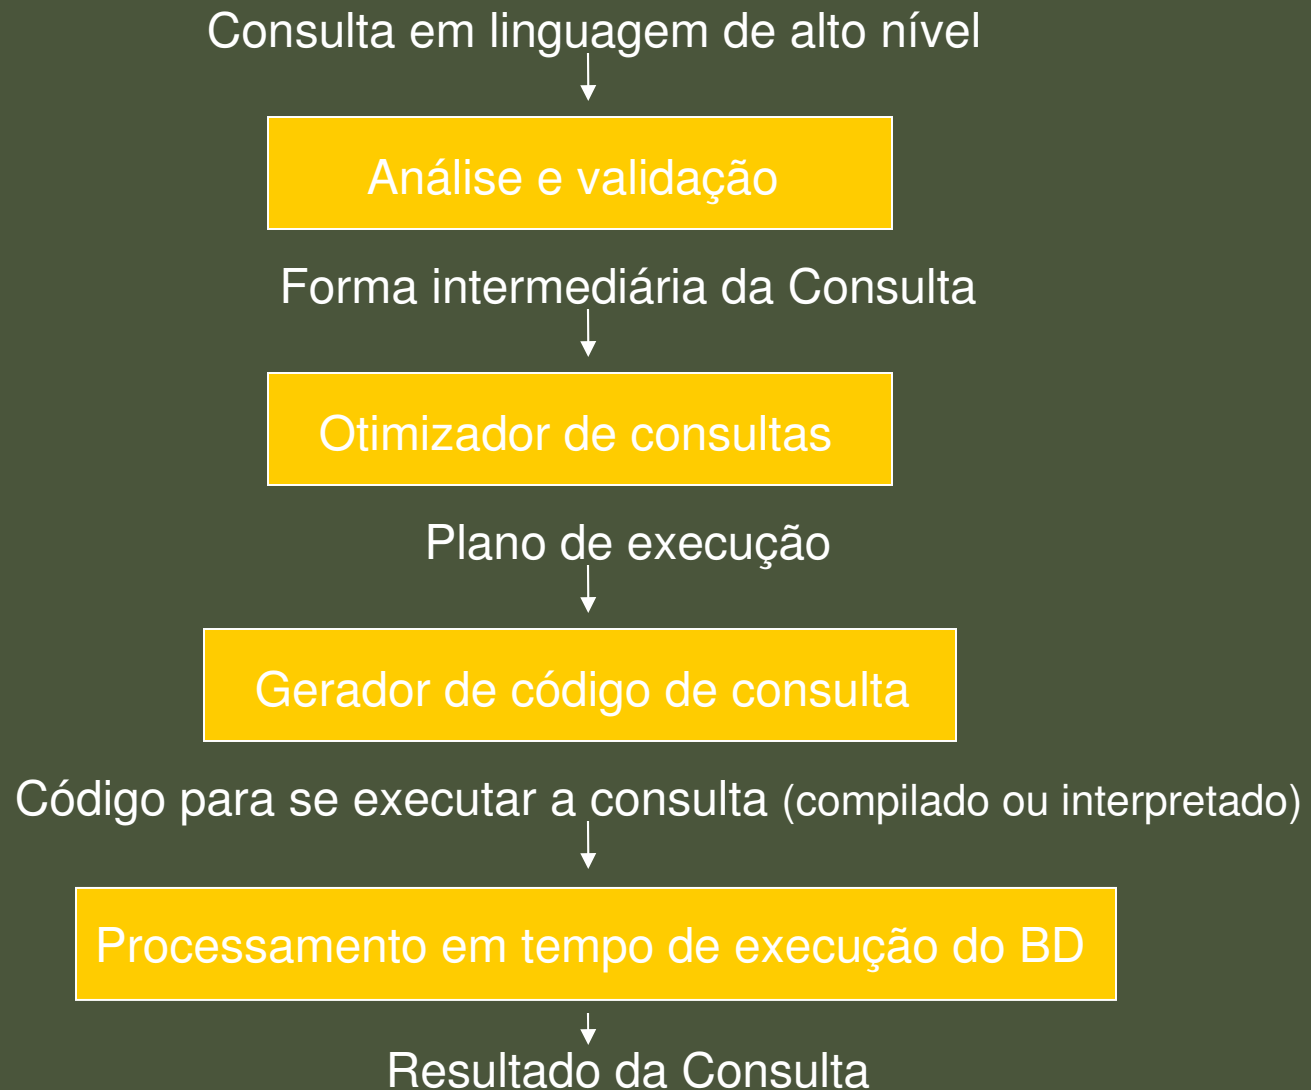 Consulta em linguagem de alto nível
Análise e validação
Forma intermediária da Consulta
Otimizador de consultas
Plano de execução
Gerador de código de consulta
Código para se executar a consulta (compilado ou interpretado)
Processamento em tempo de execução do BD
Resultado da Consulta